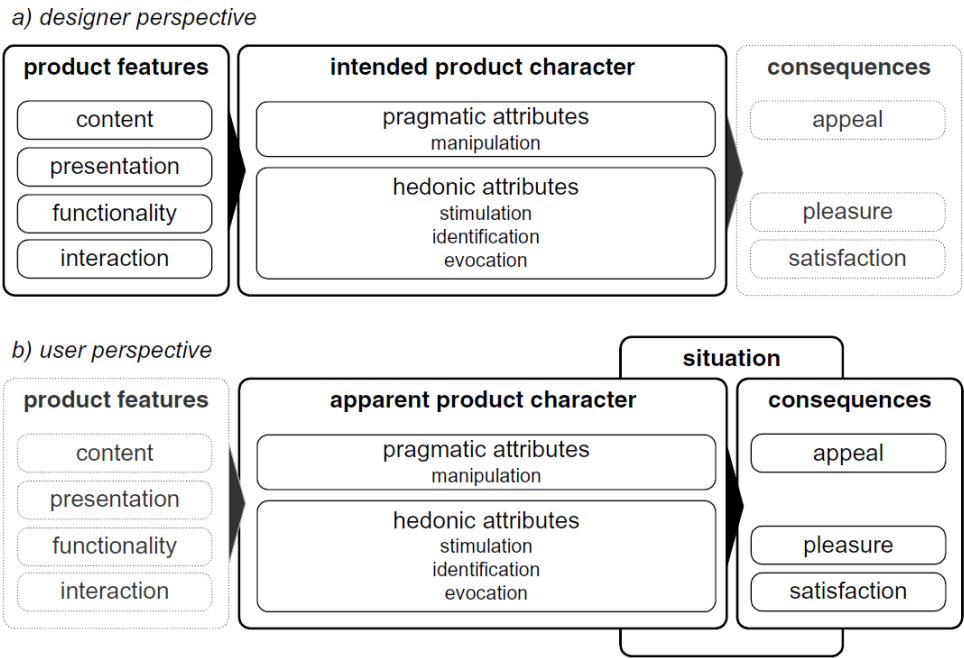 a) designer perspective
product features
content
presentation
functionality
interaction
intended product character
pragmatic attributes
manipulation
hedonic attributes
stimulation
identification
evocation
consequences
appeal
pleasure
satisfaction
b) user perspective
situation
product features
content
presentation
functionality
interaction
apparent product character
pragmatic attributes
manipulation
hedonic attributes
stimulation
identification
evocation
consequences
appeal
pleasure
satisfaction